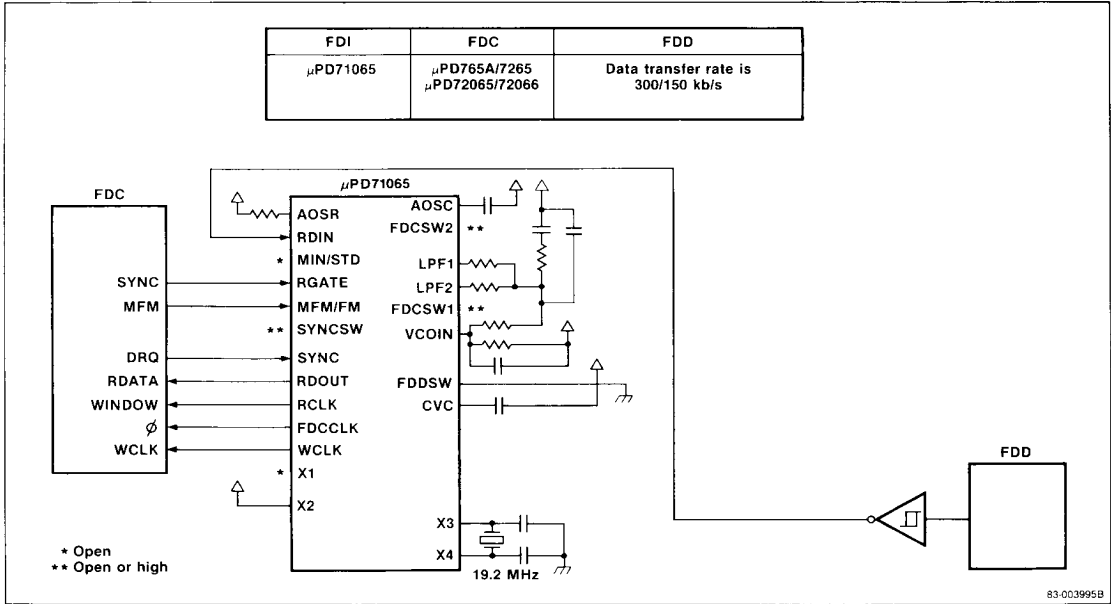 FDI FDC FDD
μPD71065 μPD765A/7265 Data transfer rate is
μPD72065/72066 300/150 kb/s
μPD71065
FDC
AOSR AOSC
RDIN FDCSW2 **
* MIN/STD
LPF1
SYNC RGATE
LPF2
MFM MFM/FM
FDCSW1 **
** SYNCSW
VCOIN
DRQ SYNC
RDATA RDOUT FDDSW
WINDOW RCLK CVC
ϕ FDCCLK
WCLK WCLK
FDD
* X1
X2
X3
X4
19.2 MHz
* Open
** Open or high
83-003995B